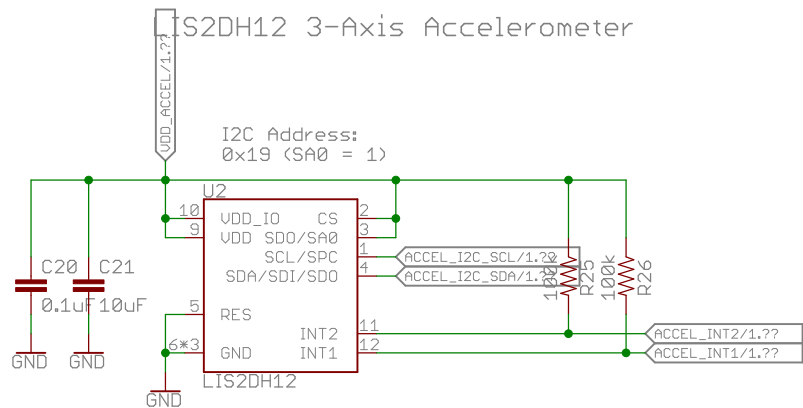 LIS2DH12 3-Axis Accelerometer
VDD_ACCEL/1.??
I2C Address:
0x19 (SA0 = 1)
U2
10 VDD_IO CS 2
9 VDD SDO/SA0 3
SCL/SPC 1 ACCEL_I2C_SCL/1.??
SDA/SDI/SDO 4 ACCEL_I2C_SDA/1.??
C20 C21
0.1uF 10uF
100k R25
100k R26
5 RES
INT2 11 ACCEL_INT2/1.??
6*3 GND INT1 12 ACCEL_INT1/1.??
GND GND
LIS2DH12
GND